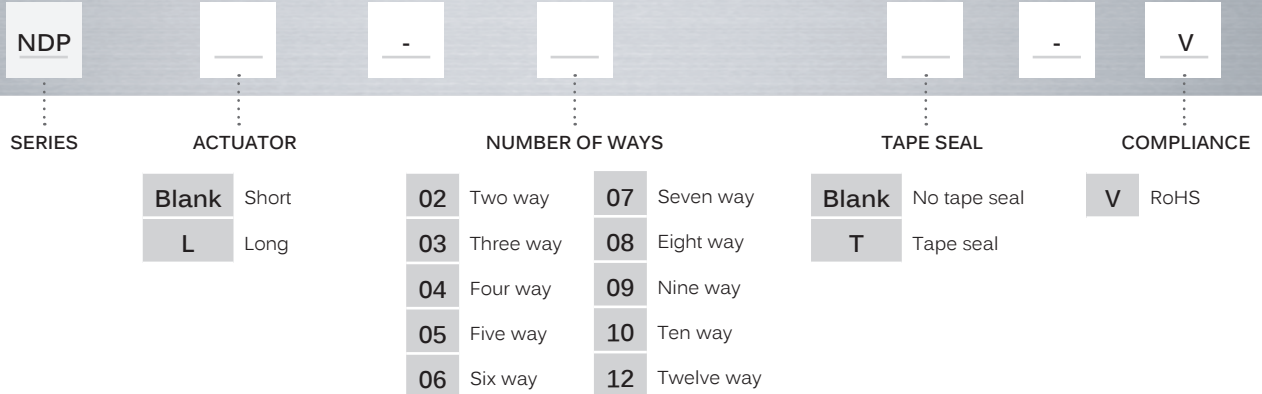 NDP - - V
SERIES ACTUATOR NUMBER OF WAYS TAPE SEAL COMPLIANCE
Blank Short 02 Two way 07 Seven way Blank No tape seal V RoHS
L Long 03 Three way 08 Eight way T Tape seal
04 Four way 09 Nine way
05 Five way 10 Ten way
06 Six way 12 Twelve way